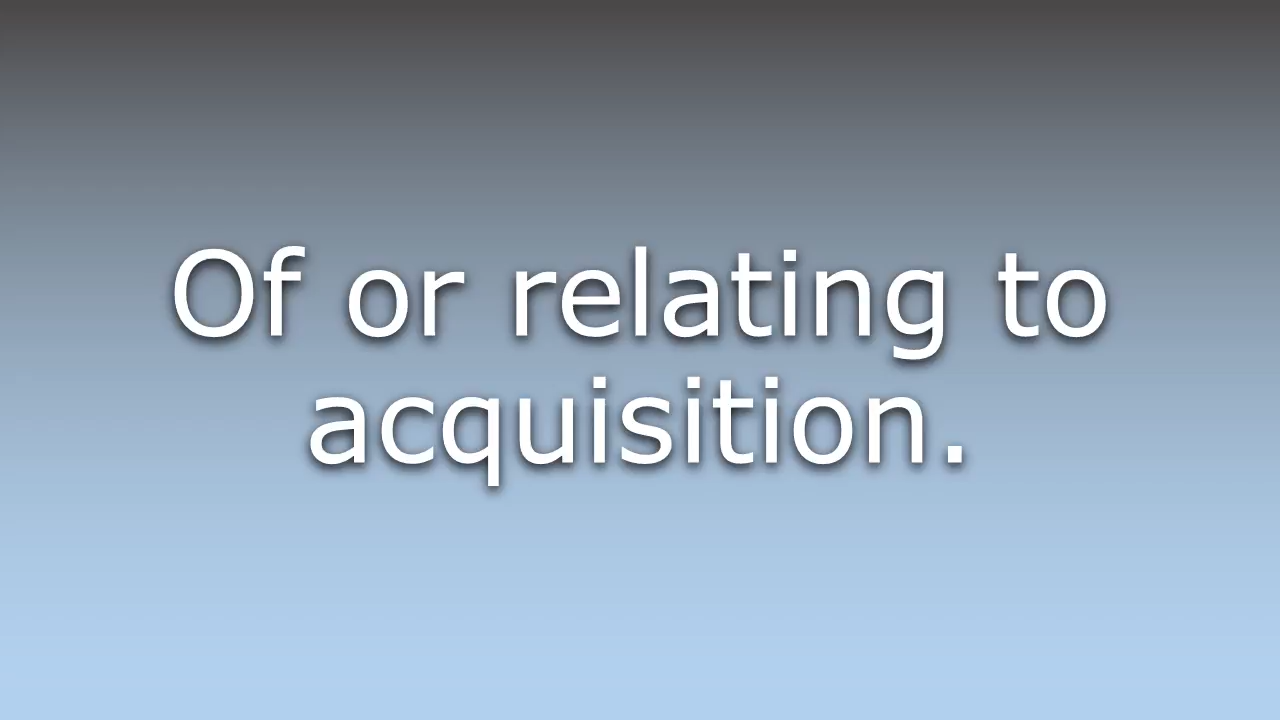 Of or relating to
acquisition.